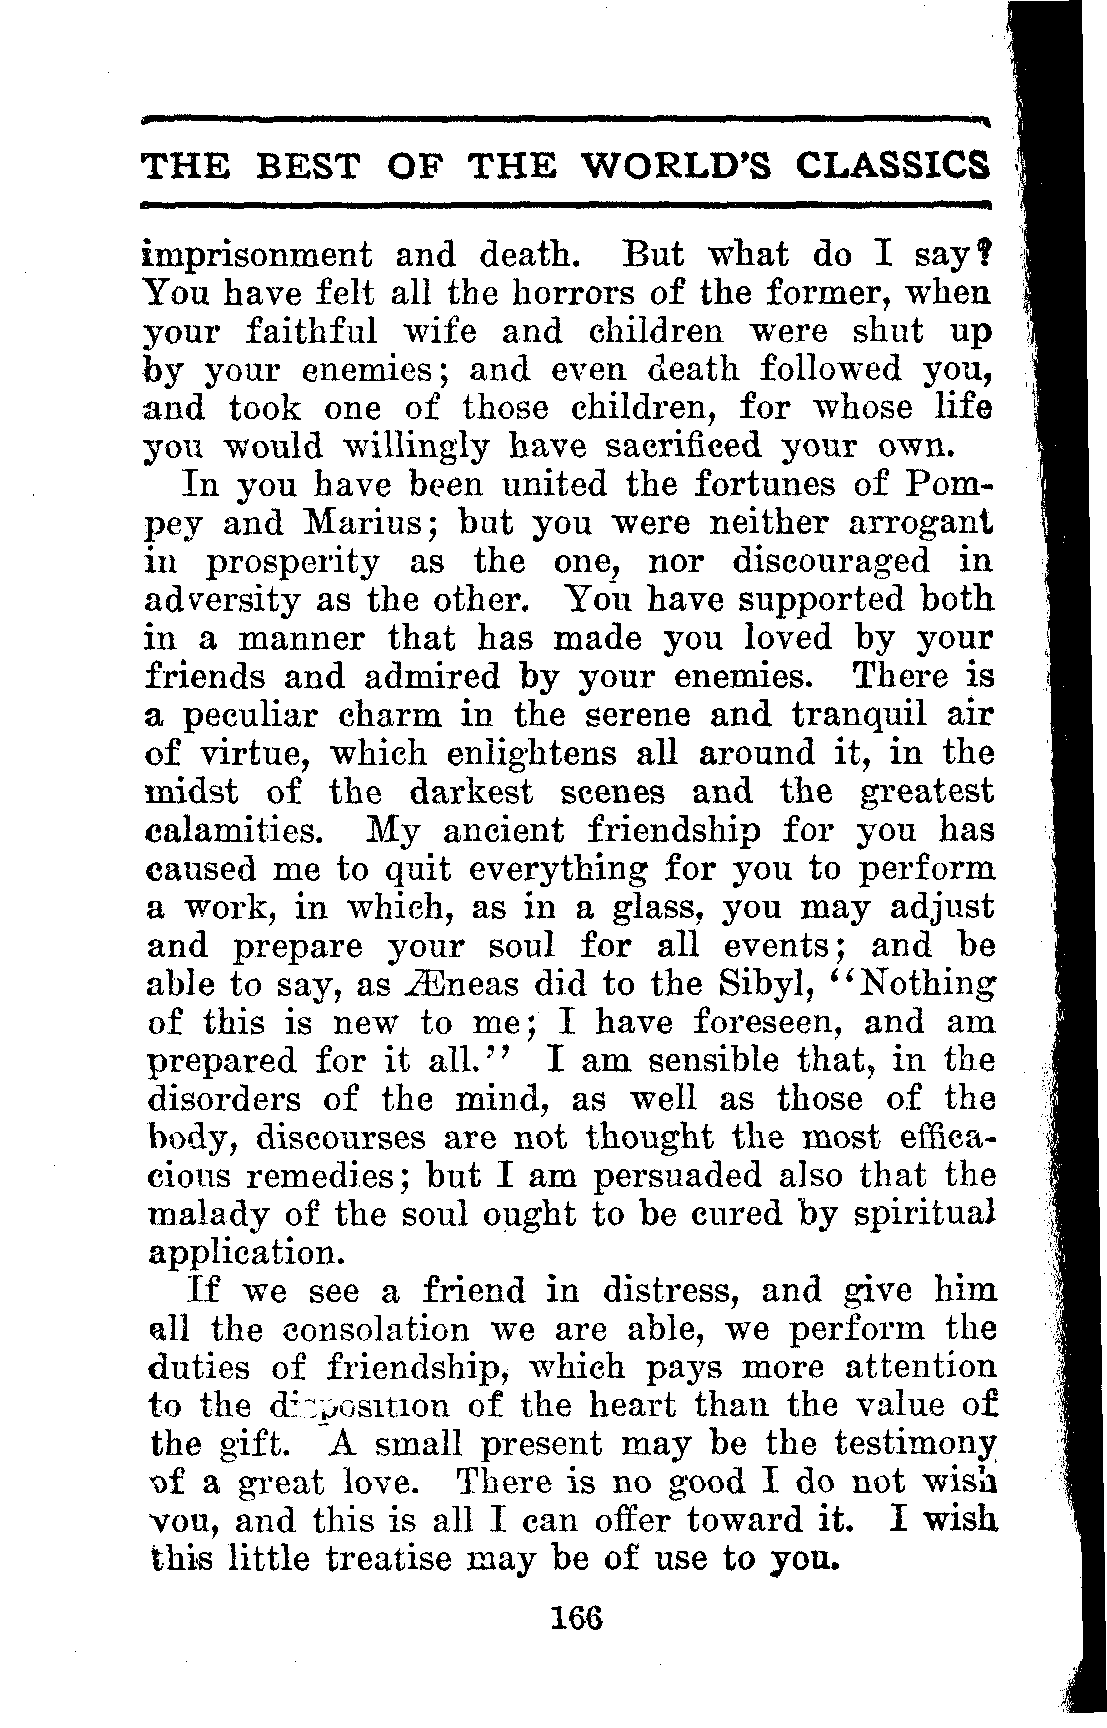 THE BEST OF THE WORLD'S CLASSICS
imprisonment and death. But what do I say?
You have felt all the horrors of the former, when
your faithful wife and children were shut up
by your enemies; and even death followed you,
and took one of those children, for whose life
you would willingly have sacrificed your own.
In you have been united the fortunes of Pom-
pey and Marius; but you were neither arrogant
in prosperity as the one, nor discouraged in
adversity as the other. You have supported both
in a manner that has made you loved by your
friends and admired by your enemies. There is
a peculiar charm in the serene and tranquil air
of virtue, which enlightens all around it, in the
midst of the darkest scenes and the greatest
calamities. My ancient friendship for you has
caused me to quit everything for you to perform
a work, in which, as in a glass, you may adjust
and prepare your soul for all events; and be
able to say, as Æneas did to the Sibyl, "Nothing
of this is new to me; I have foreseen, and am
prepared for it all." I am sensible that, in the
disorders of the mind, as well as those of the
body, discourses are not thought the most effica-
cious remedies; but I am persuaded also that the
malady of the soul ought to be cured by spiritual
application.
If we see a friend in distress, and give him
all the consolation we are able, we perform the
duties of friendship, which pays more attention
to the disposition of the heart than the value of
the gift. A small present may be the testimony
of a great love. There is no good I do not wish
you, and this is all I can offer toward it. I wish
this little treatise may be of use to you.
166